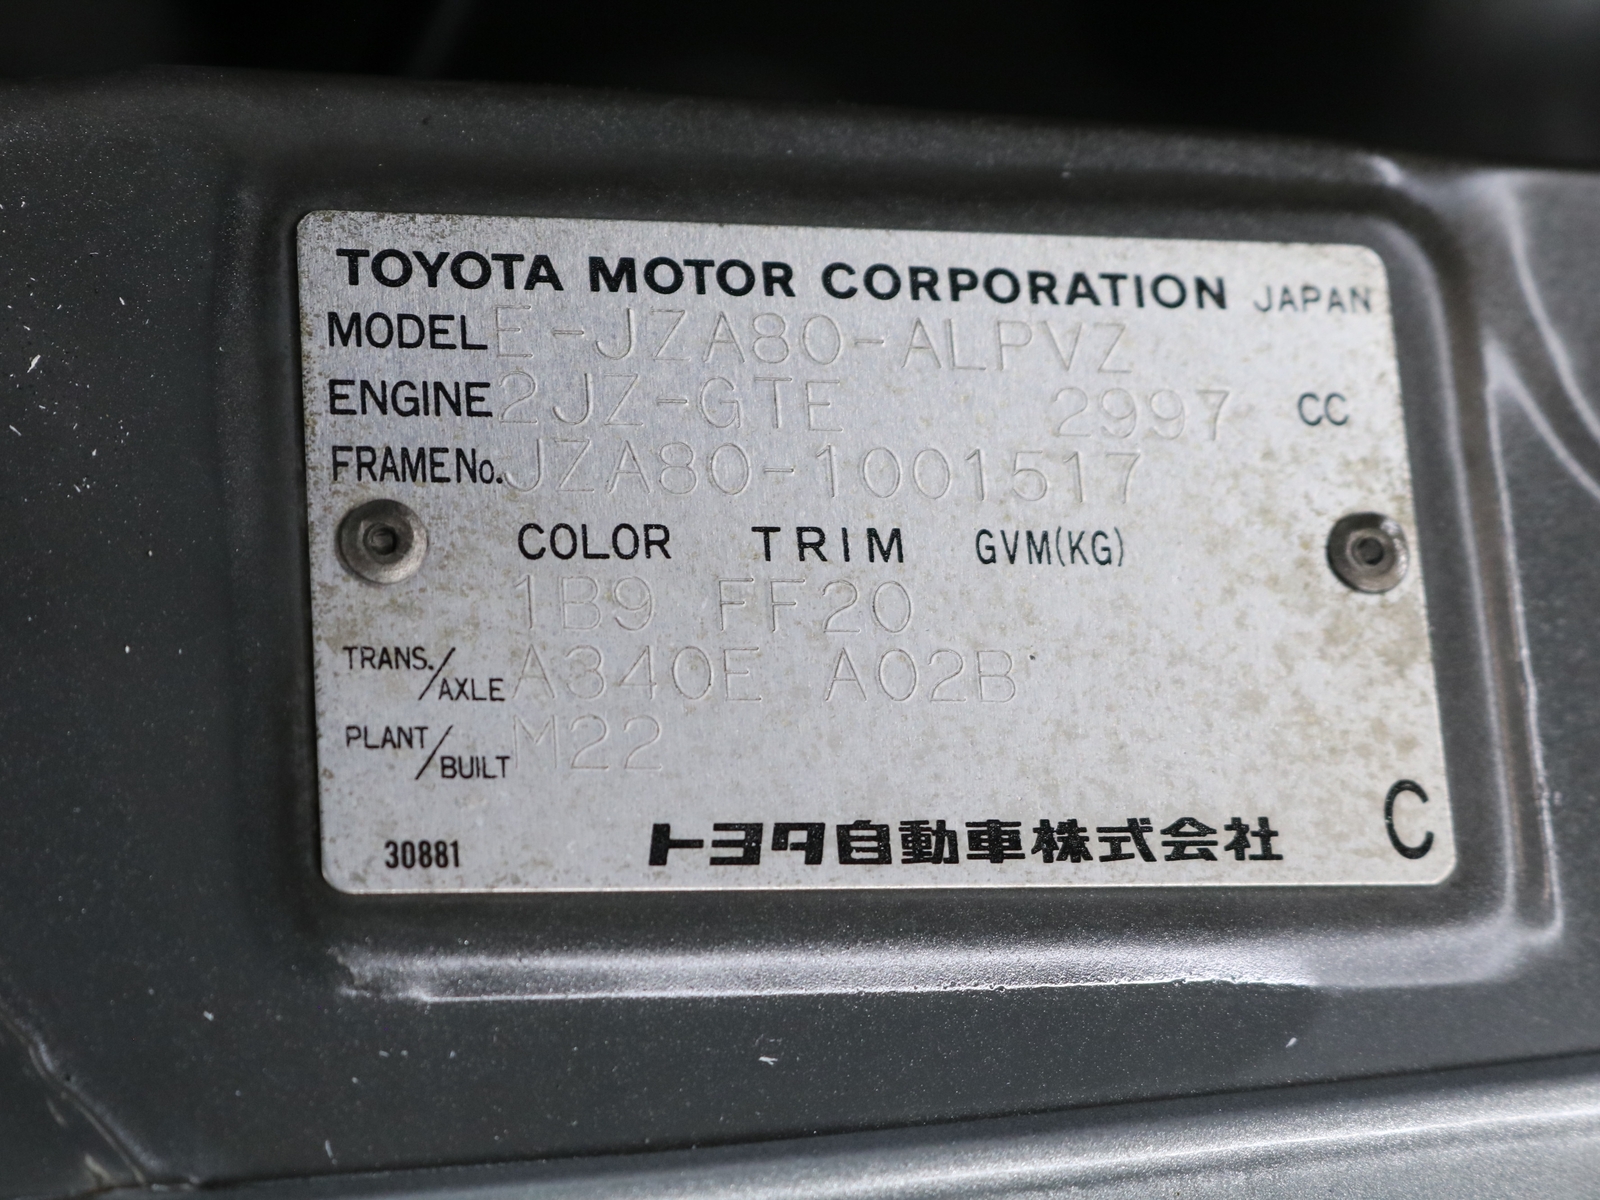 TOYOTA MOTOR CORPORATION JAPAN
MODEL E-JZA80-ALPVZ
ENGINE 2JZ-GTE 2997 CC
FRAME No. JZA80-1001517
COLOR TRIM GVM(KG)
1B9 FF20
TRANS./AXLE A340E A02B
PLANT/BUILT M22
30881 トヨタ自動車株式会社 C